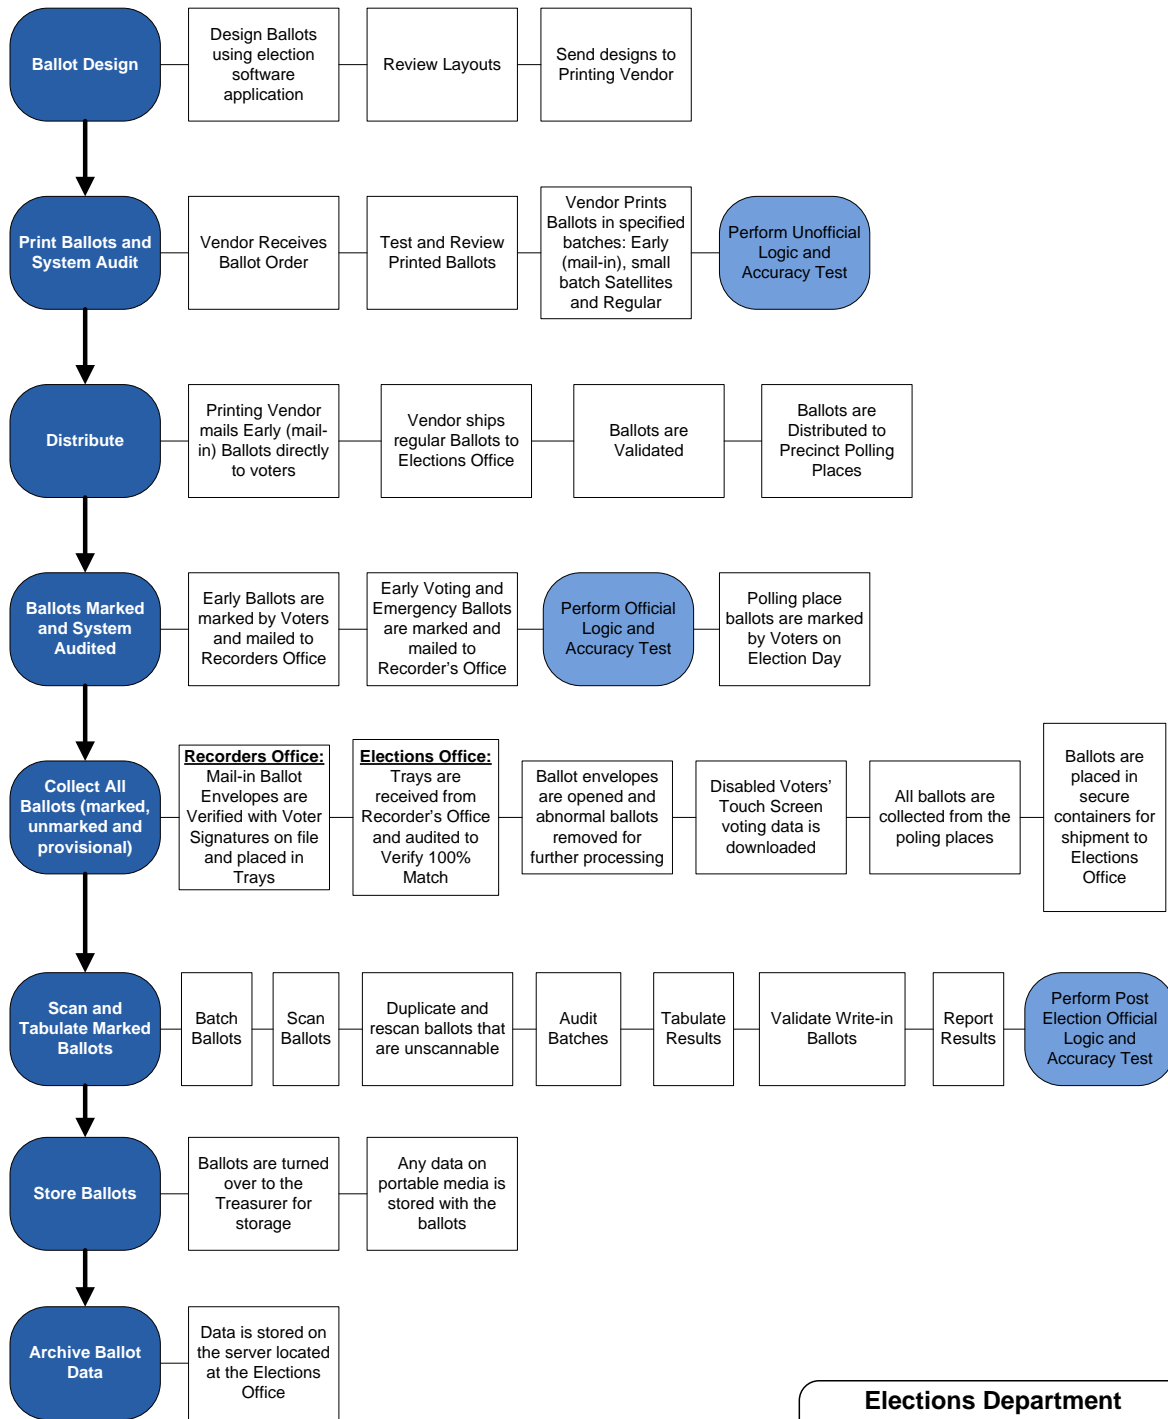 Ballot Design
Design Ballots
using election
software
application
Review Layouts
Send designs to
Printing Vendor
Print Ballots and
System Audit
Vendor Receives
Ballot Order
Test and Review
Printed Ballots
Vendor Prints
Ballots in specified
batches: Early
(mail-in), small
batch Satellites
and Regular
Perform Unofficial
Logic and
Accuracy Test
Distribute
Printing Vendor
mails Early (mail-
in) Ballots directly
to voters
Vendor ships
regular Ballots to
Elections Office
Ballots are
Validated
Ballots are
Distributed to
Precinct Polling
Places
Ballots Marked
and System
Audited
Early Ballots are
marked by Voters
and mailed to
Recorders Office
Early Voting and
Emergency Ballots
are marked and
mailed to
Recorder's Office
Perform Official
Logic and
Accuracy Test
Polling place
ballots are marked
by Voters on
Election Day
Collect All
Ballots (marked,
unmarked and
provisional)
Recorders Office:
Mail-in Ballot
Envelopes are
Verified with Voter
Signatures on file
and placed in
Trays
Elections Office:
Trays are
received from
Recorder's Office
and audited to
Verify 100%
Match
Ballot envelopes
are opened and
abnormal ballots
removed for
further processing
Disabled Voters'
Touch Screen
voting data is
downloaded
All ballots are
collected from the
poling places
Ballots are
placed in
secure
containers for
shipment to
Elections
Office
Scan and
Tabulate Marked
Ballots
Batch
Ballots
Scan
Ballots
Duplicate and
rescan ballots that
are unscannable
Audit
Batches
Tabulate
Results
Validate Write-in
Ballots
Report
Results
Perform Post
Election Official
Logic and
Accuracy Test
Store Ballots
Ballots are turned
over to the
Treasurer for
storage
Any data on
portable media is
stored with the
ballots
Archive Ballot
Data
Data is stored on
the server located
at the Elections
Office
Elections Department